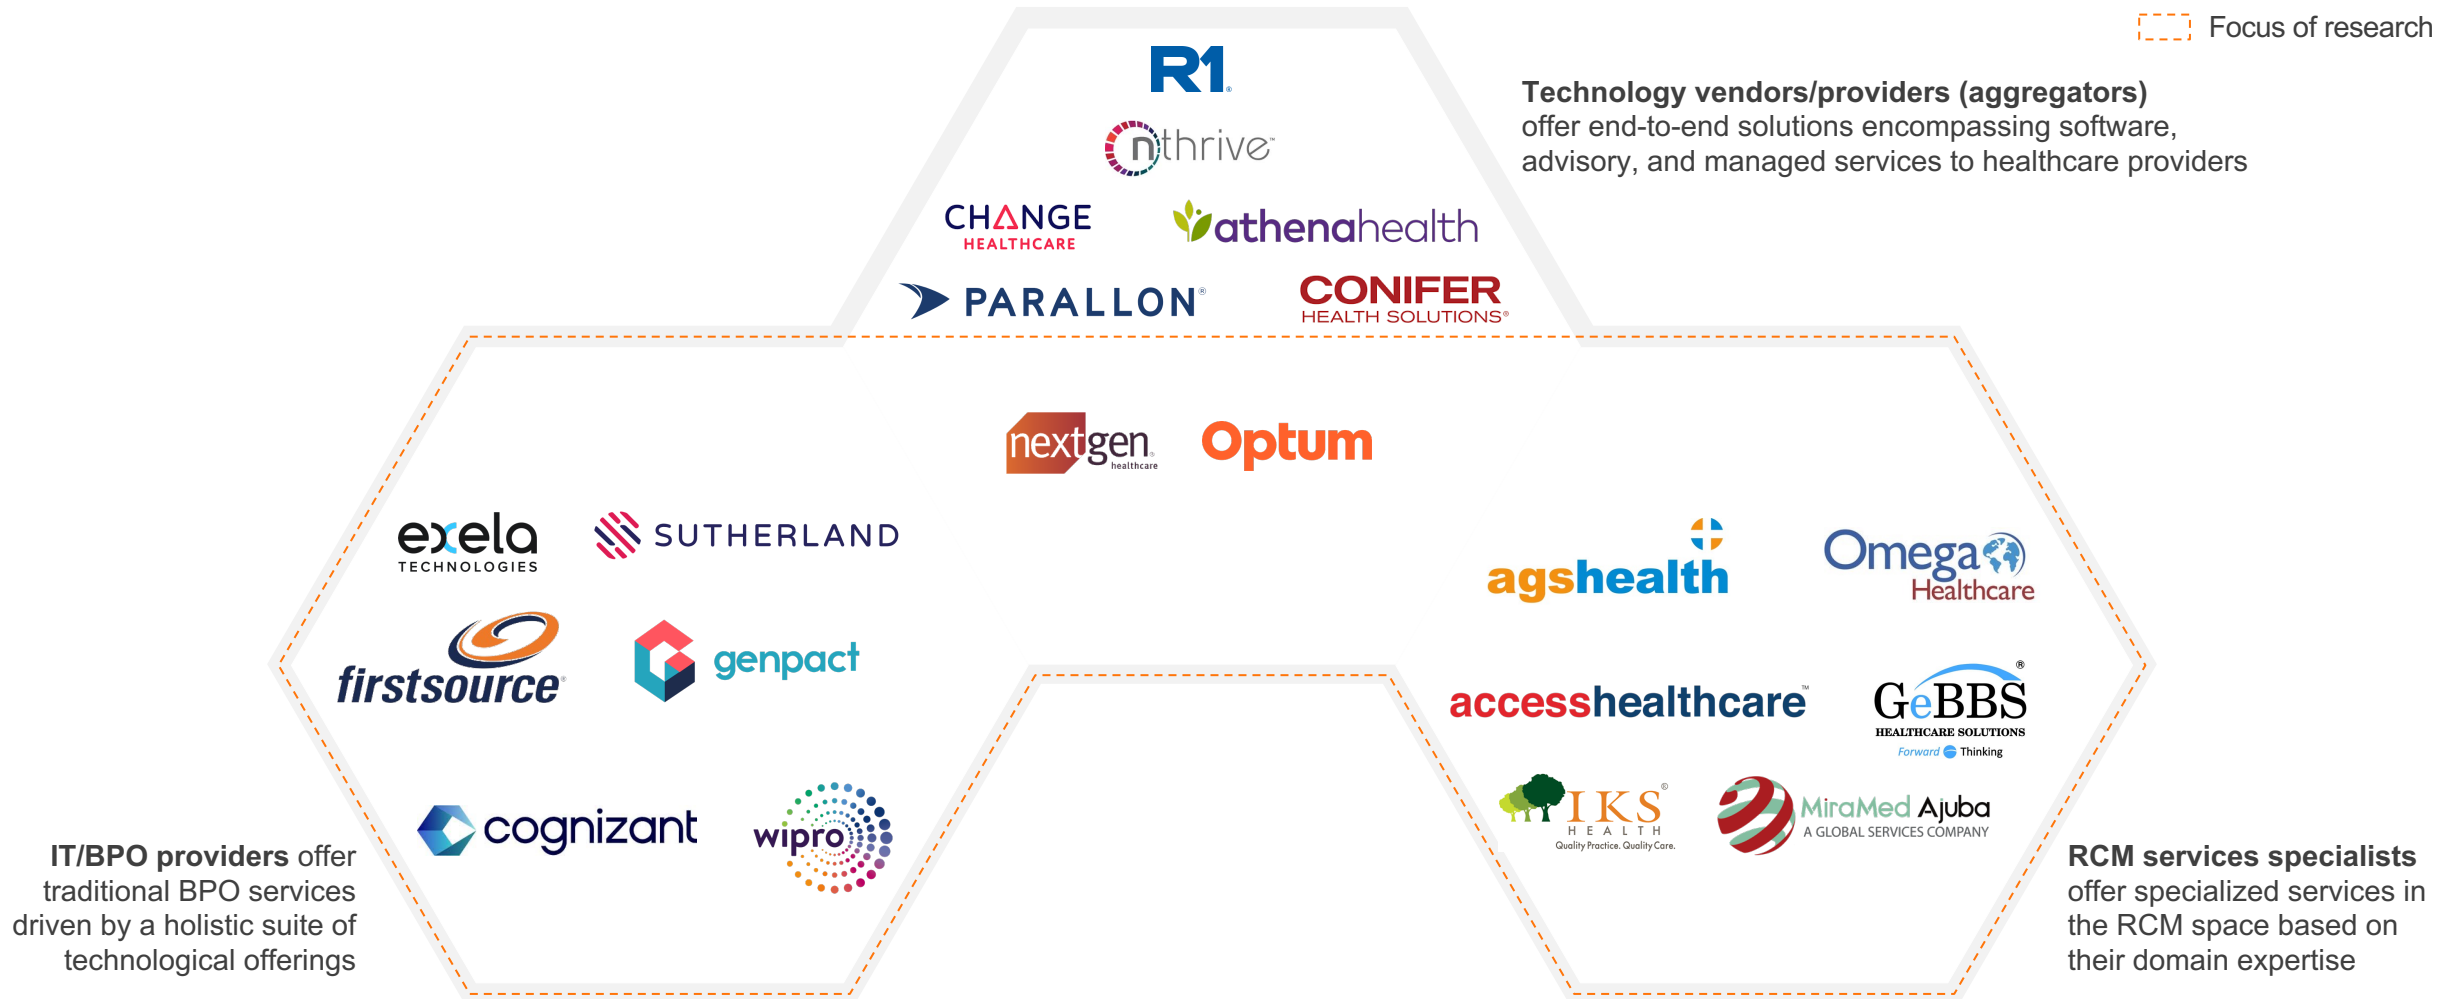 Focus of research
R1®
Technology vendors/providers (aggregators)
offer end-to-end solutions encompassing software,
advisory, and managed services to healthcare providers
nthrive™
CHANGE
HEALTHCARE
athenahealth
PARALLON®
CONIFER
HEALTH SOLUTIONS®
nextgen®
healthcare
Optum
exela
TECHNOLOGIES
SUTHERLAND
agshealth
Omega
Healthcare
firstsource®
genpact
accesshealthcare™
GeBBS®
HEALTHCARE SOLUTIONS
Forward Thinking
cognizant
wipro
IKS®
HEALTH
Quality Practice. Quality Care.
MiraMed Ajuba
A GLOBAL SERVICES COMPANY
IT/BPO providers offer
traditional BPO services
driven by a holistic suite of
technological offerings
RCM services specialists
offer specialized services in
the RCM space based on
their domain expertise